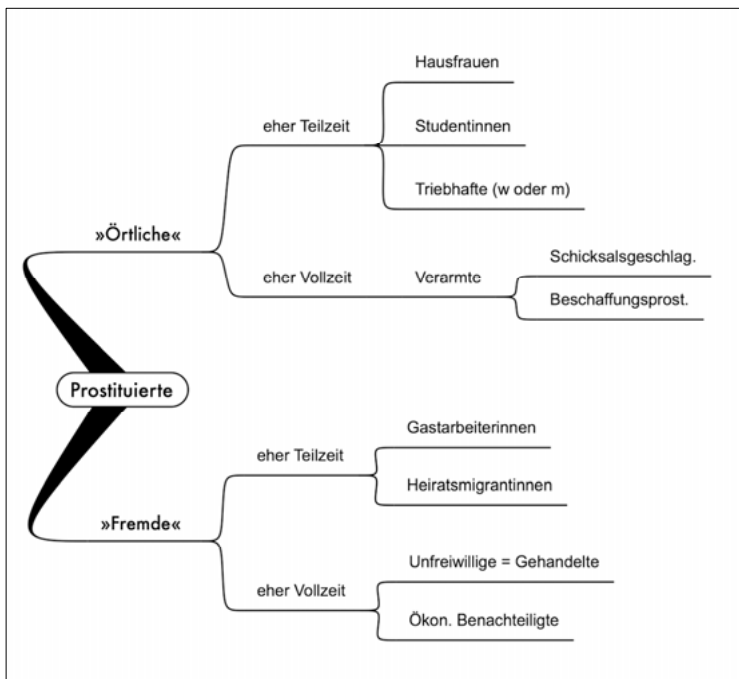 Hausfrauen
eher Teilzeit
Studentinnen
Triebhafte (w oder m)
»Örtliche«
Schicksalsgeschlag.
eher Vollzeit
Verarmte
Beschaffungsprost.
Prostituierte
Gastarbeiterinnen
eher Teilzeit
Heiratsmigrantinnen
»Fremde«
Unfreiwillige = Gehandelte
eher Vollzeit
Ökon. Benachteiligte